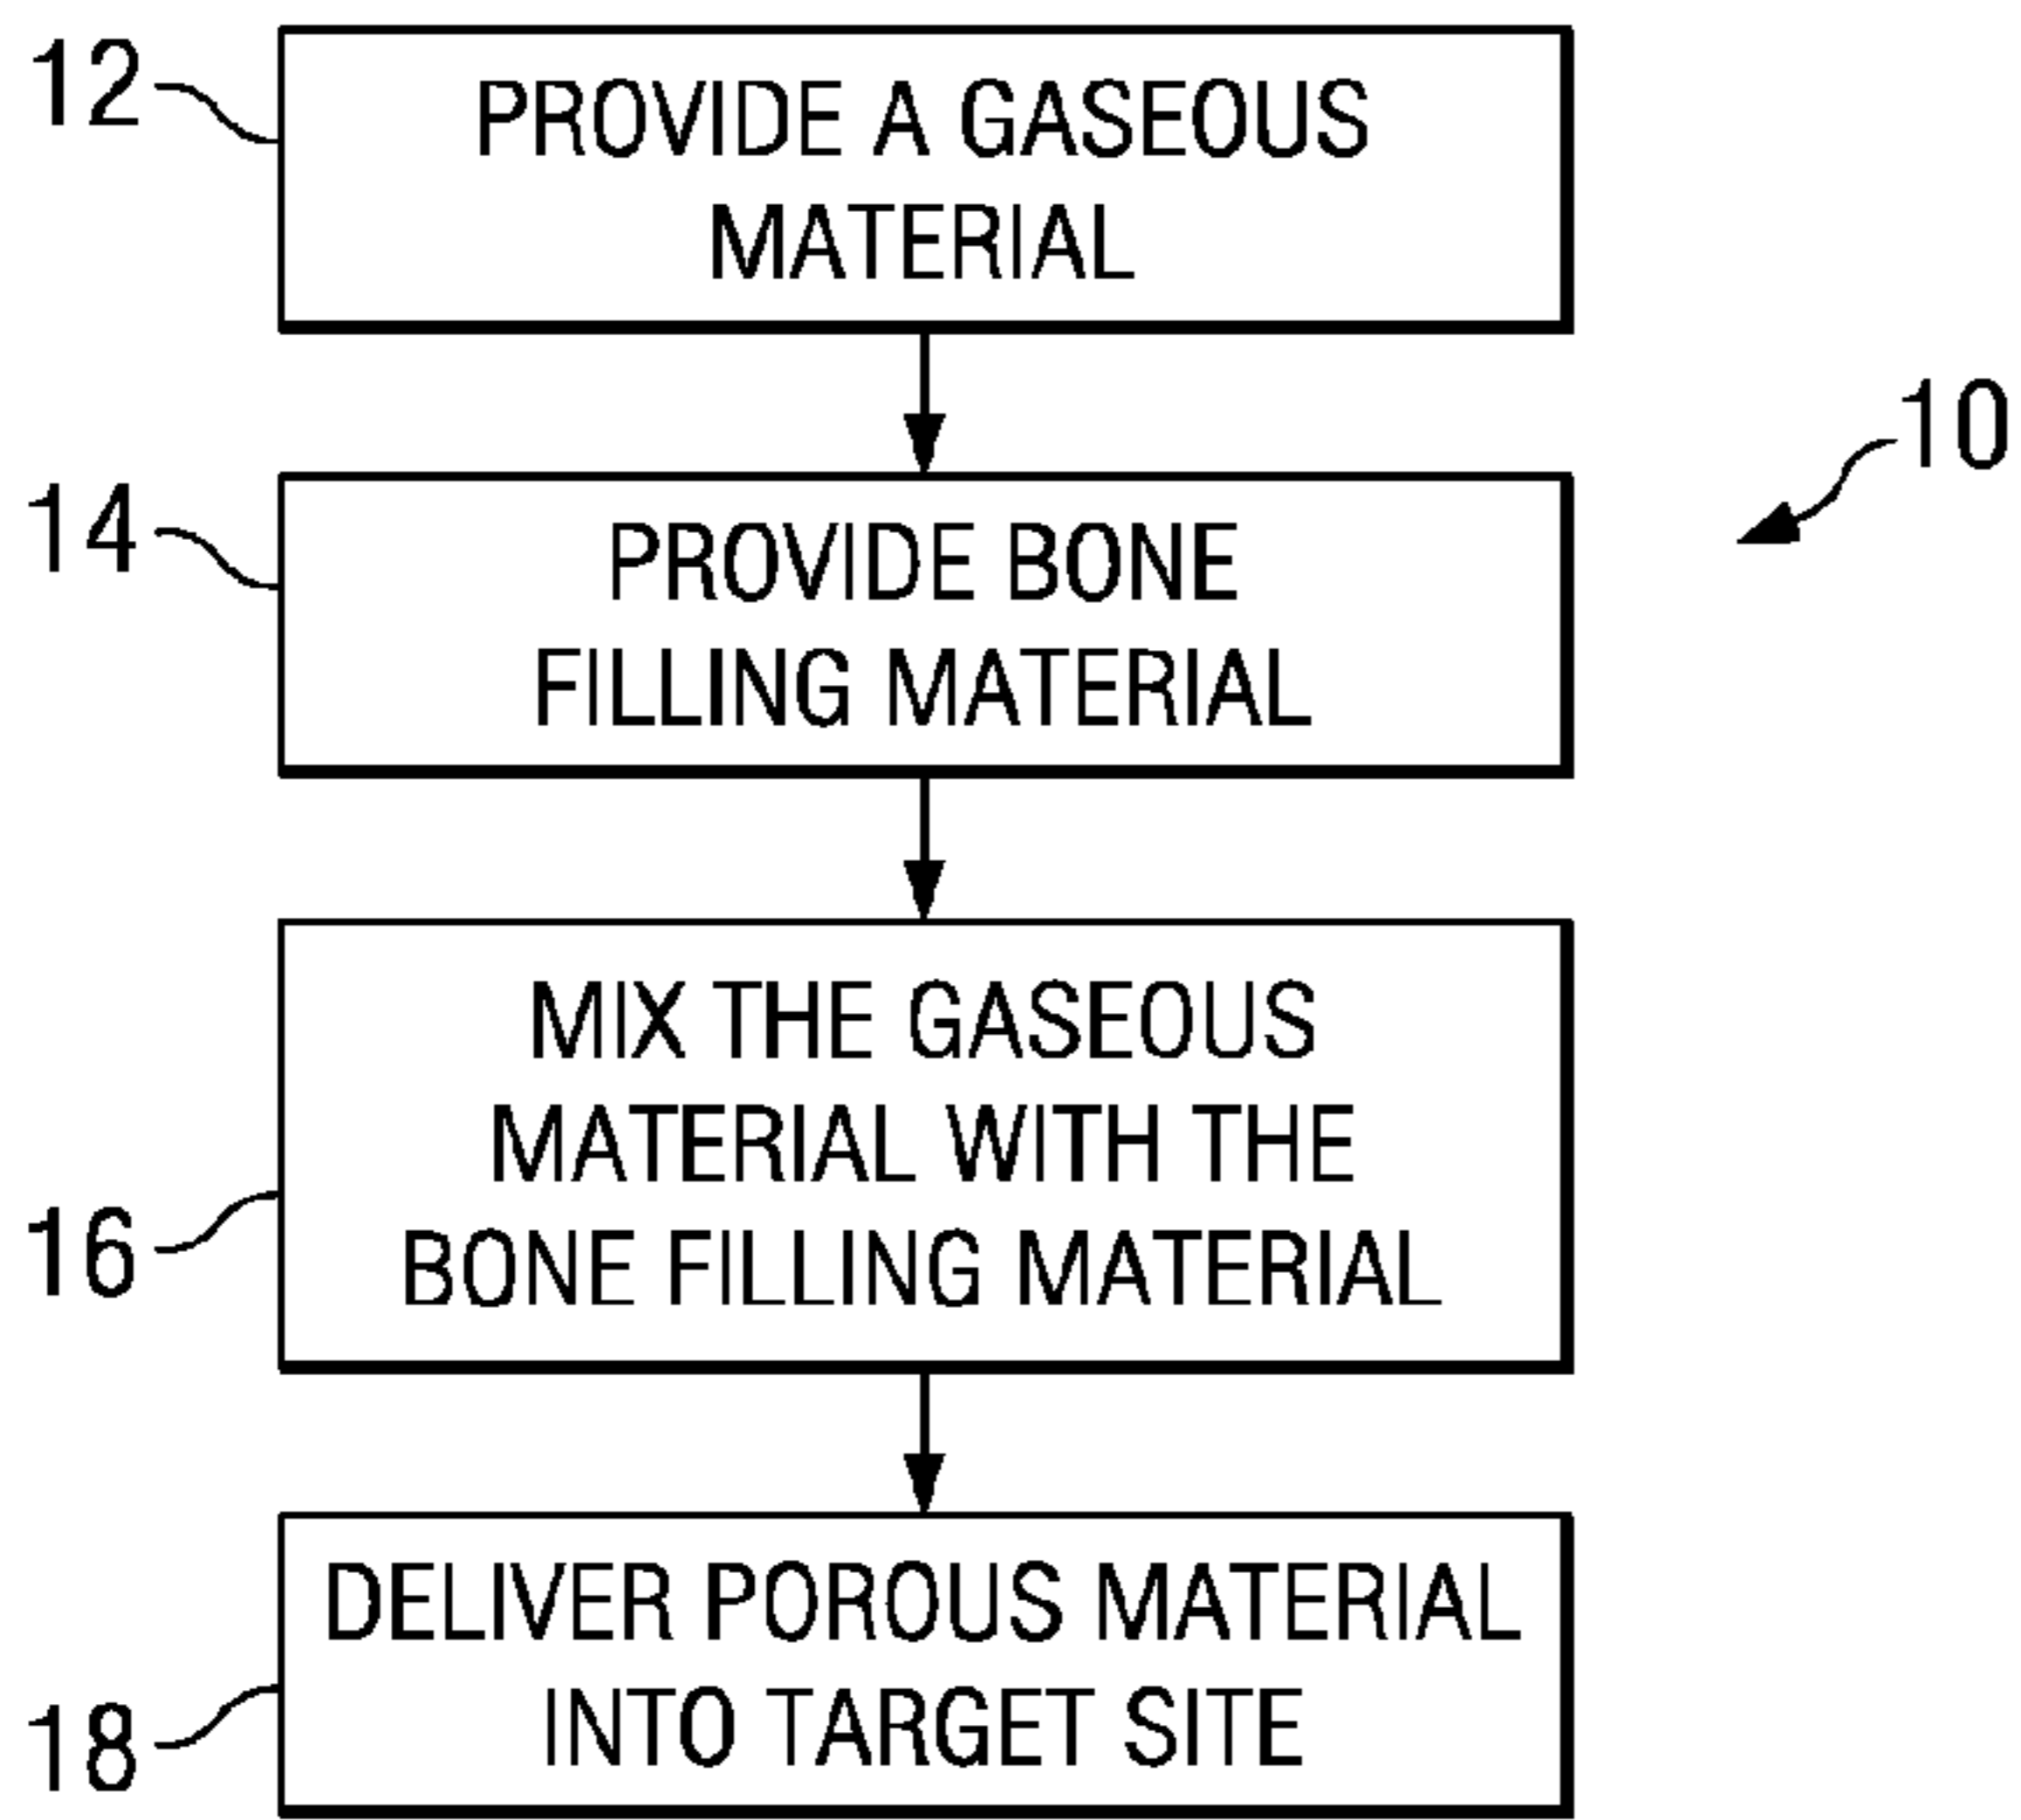 12
PROVIDE A GASEOUS
MATERIAL
10
14
PROVIDE BONE
FILLING MATERIAL
MIX THE GASEOUS
MATERIAL WITH THE
BONE FILLING MATERIAL
16
DELIVER POROUS MATERIAL
INTO TARGET SITE
18